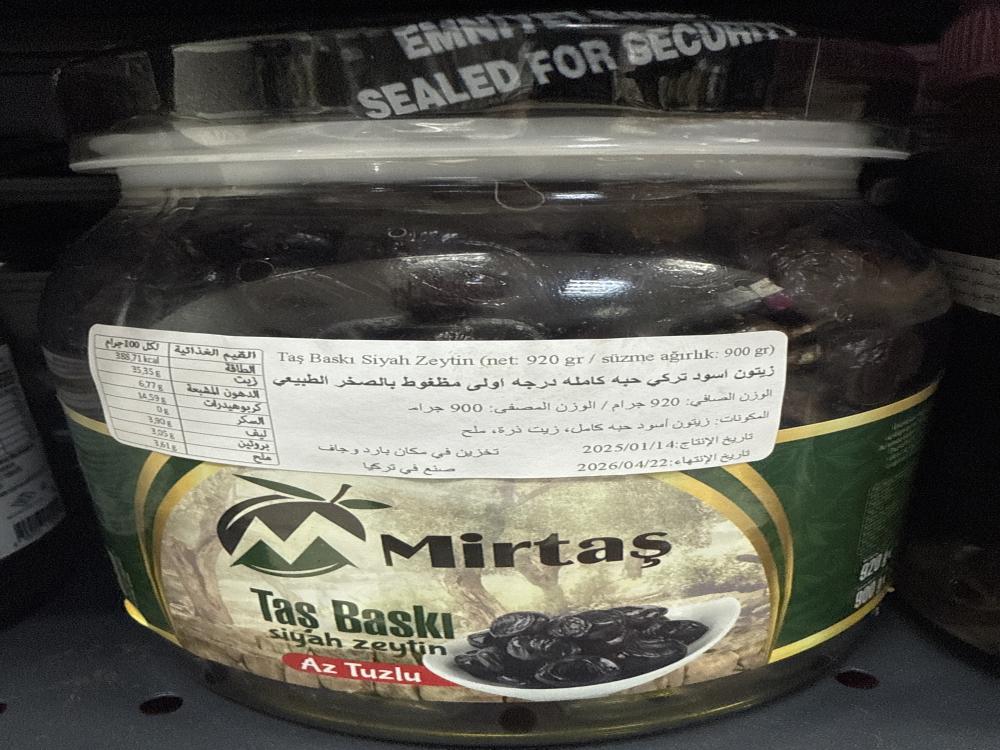 SEALED FOR SECURITY
Taş Baskı Siyah Zeytin (net: 920 gr / süzme ağırlık: 900 gr)
زيتون اسود تركي حبه كامله درجه اولى مظغوط بالصخر الطبيعي
الوزن الصافي: 920 جرام / الوزن المصفى: 900 جرام
المكونات: زيتون اسود حبه كامل، زيت ذرة، ملح
تاريخ الإنتاج:2025/01/14
تاريخ الإنتهاء:2026/04/22
تخزين في مكان بارد وجاف
صنع في تركيا
القيم الغذائية لكل 100جرام
الطاقة 388,71 kcal
زيت 35,35 g
الدهون المشبعة 6,77 g
كربوهيدرات 14,59 g
السكر 0 g
ليف 3,90 g
بروتين 3,05 g
ملح 3,61 g
Mirtaş
Taş Baskı
siyah zeytin
Az Tuzlu
920
900